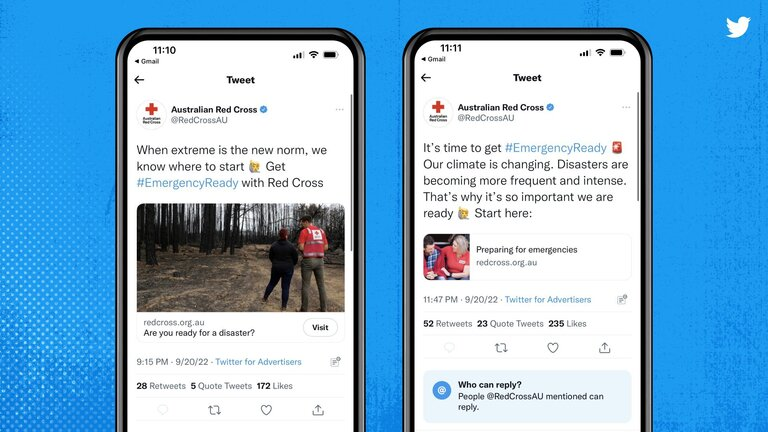 11:10
Gmail
Tweet
Australian Red Cross
@RedCrossAU
When extreme is the new norm, we
know where to start 🙋 Get
#EmergencyReady with Red Cross
redcross.org.au
Are you ready for a disaster?
Visit
9:15 PM · 9/20/22 · Twitter for Advertisers
28 Retweets 5 Quote Tweets 172 Likes
11:11
Gmail
Tweet
Australian Red Cross
@RedCrossAU
It's time to get #EmergencyReady 🚨
Our climate is changing. Disasters are
becoming more frequent and intense.
That's why it's so important we are
ready 🙋 Start here:
Preparing for emergencies
redcross.org.au
11:47 PM · 9/20/22 · Twitter for Advertisers
52 Retweets 23 Quote Tweets 235 Likes
Who can reply?
People @RedCrossAU mentioned can
reply.